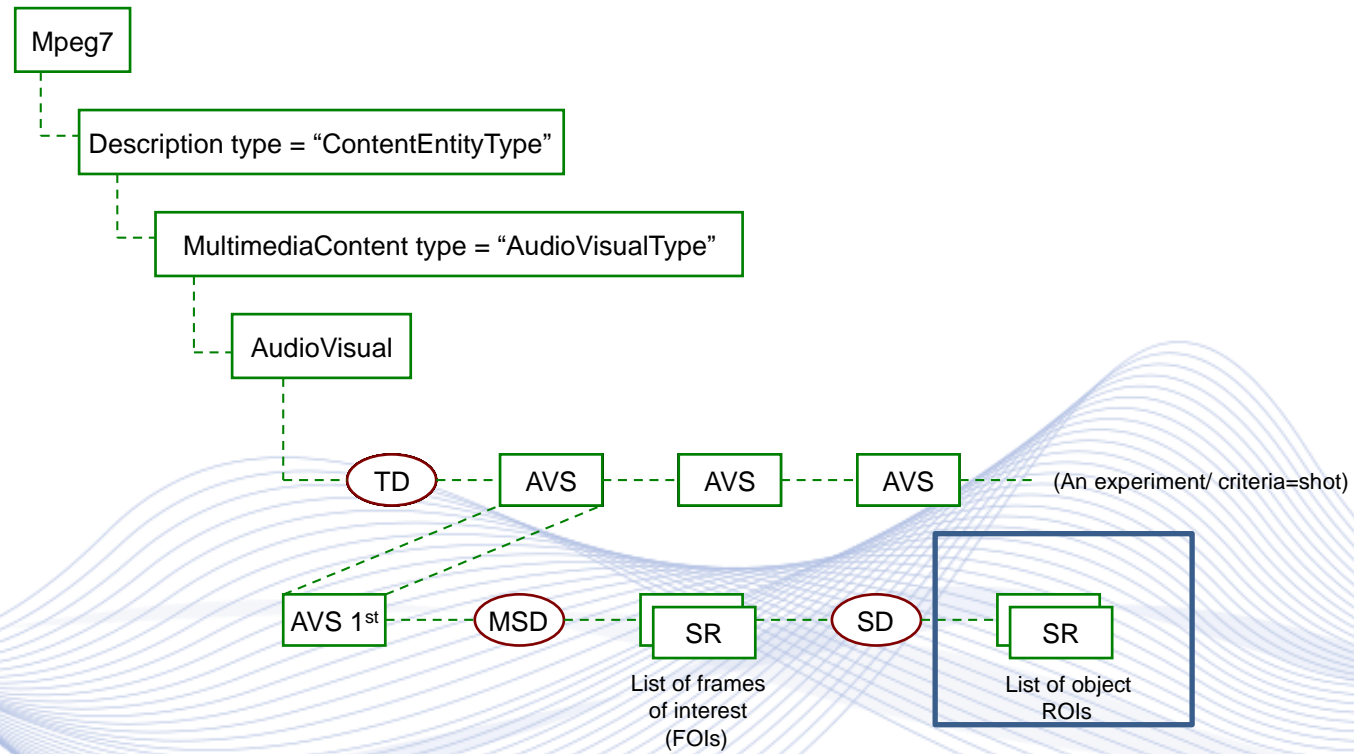 Mpeg7
Description type = “ContentEntityType”
MultimediaContent type = “AudioVisualType”
AudioVisual
TD
AVS
AVS
AVS
(An experiment/ criteria=shot)
AVS 1st
MSD
SR
SD
SR
List of frames
of interest
(FOIs)
List of object
ROIs